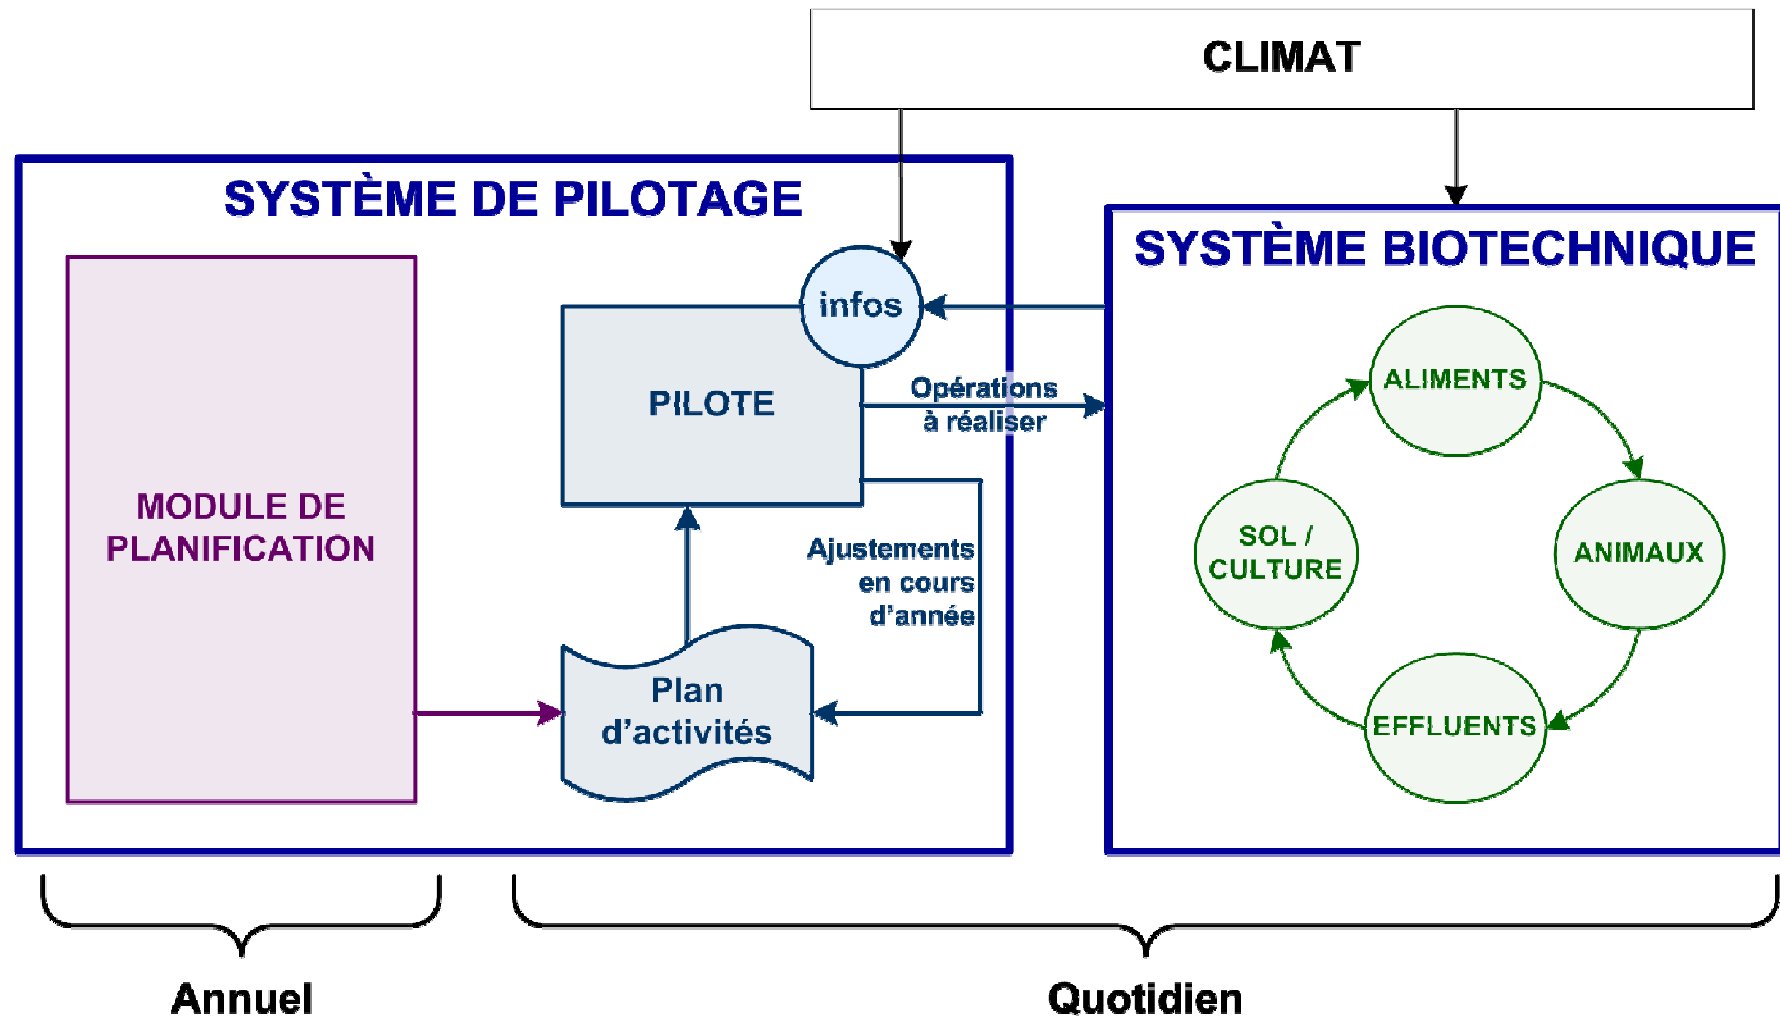 CLIMAT
SYSTÈME DE PILOTAGE
SYSTÈME BIOTECHNIQUE
infos
PILOTE
Opérations
à réaliser
MODULE DE
PLANIFICATION
Ajustements
en cours
d’année
Plan
d’activités
ALIMENTS
SOL /
CULTURE
ANIMAUX
EFFLUENTS
Annuel
Quotidien